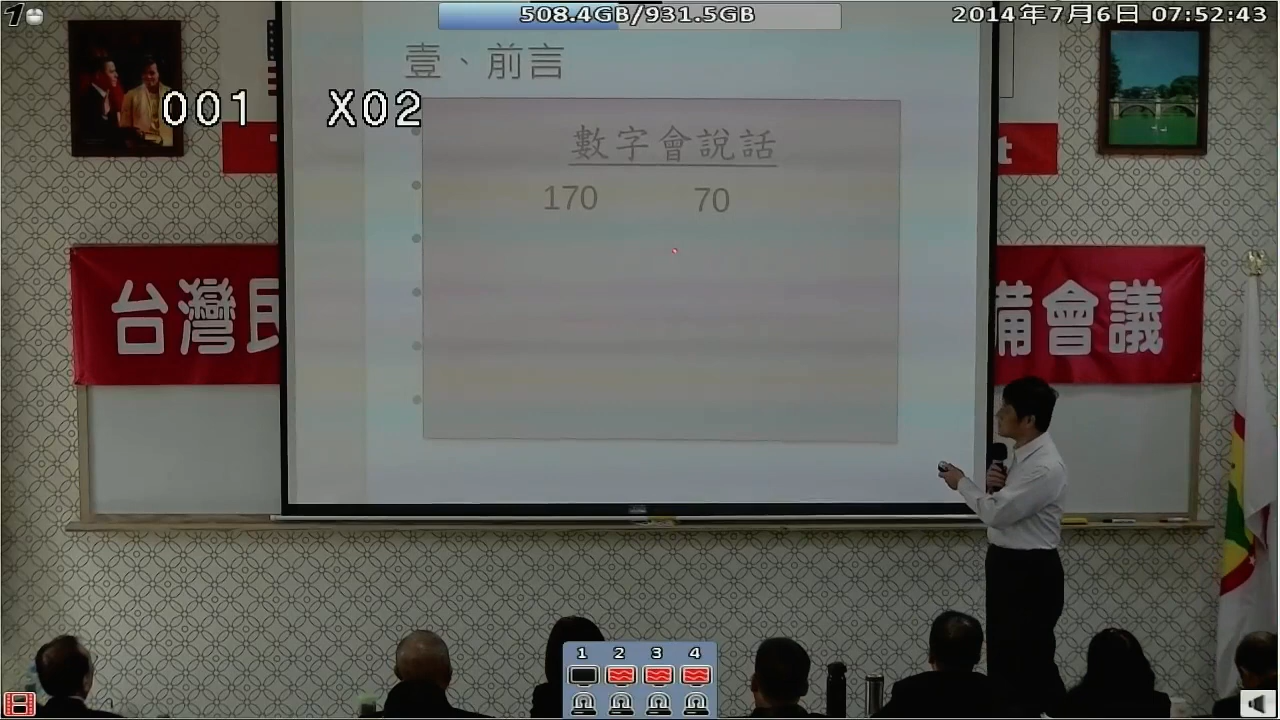 1
508.4GB/931.5GB
2014年7月6日 07:52:43
壹、前言
001 X02
數字會說話
170 70
t
台灣民
備會議
1 2 3 4